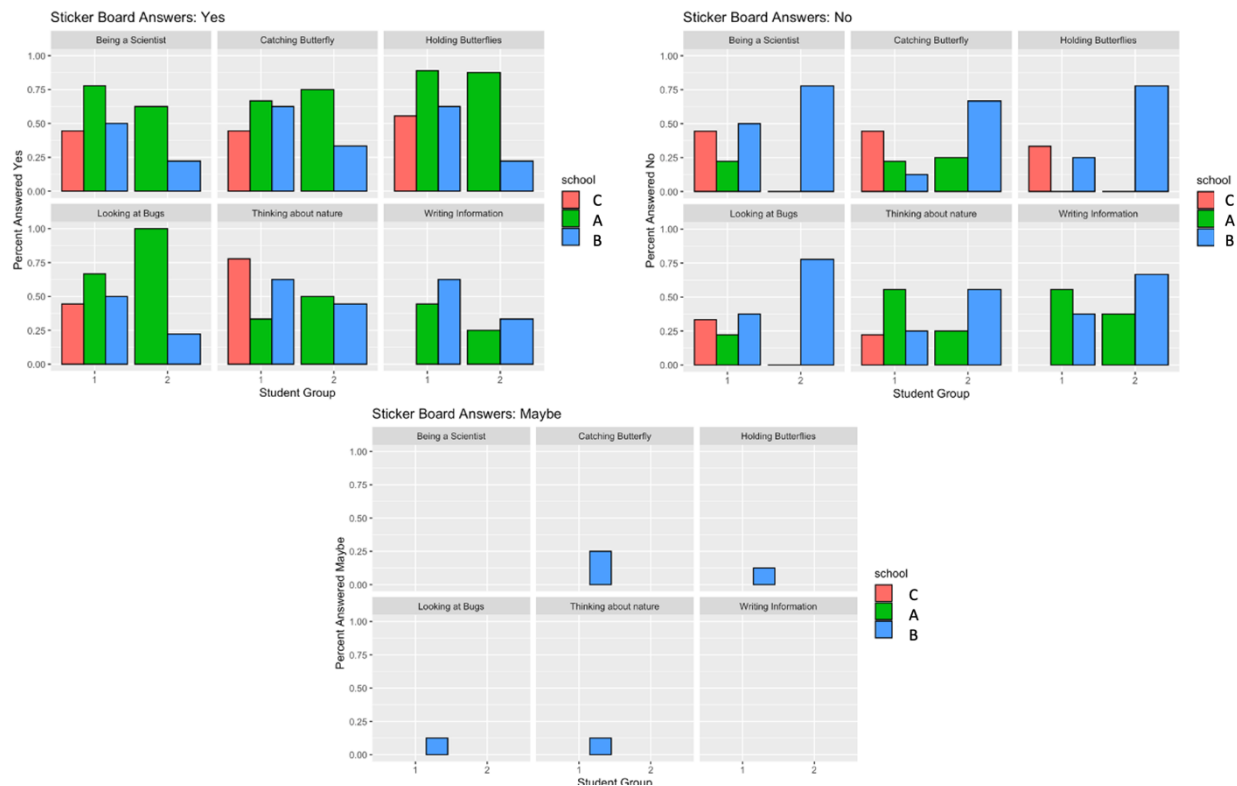 Sticker Board Answers: Yes
Being a Scientist Catching Butterfly Holding Butterflies
1.00
0.75
0.50
0.25
0.00
Looking at Bugs Thinking about nature Writing Information
1.00
0.75
0.50
0.25
0.00
1 2 1 2 1 2
Student Group
Percent Answered Yes
school
C
A
B
Sticker Board Answers: No
Being a Scientist Catching Butterfly Holding Butterflies
1.00
0.75
0.50
0.25
0.00
Looking at Bugs Thinking about nature Writing Information
1.00
0.75
0.50
0.25
0.00
1 2 1 2 1 2
Student Group
Percent Answered No
school
C
A
B
Sticker Board Answers: Maybe
Being a Scientist Catching Butterfly Holding Butterflies
1.00
0.75
0.50
0.25
0.00
Looking at Bugs Thinking about nature Writing Information
1.00
0.75
0.50
0.25
0.00
1 2 1 2 1 2
Student Group
Percent Answered Maybe
school
C
A
B